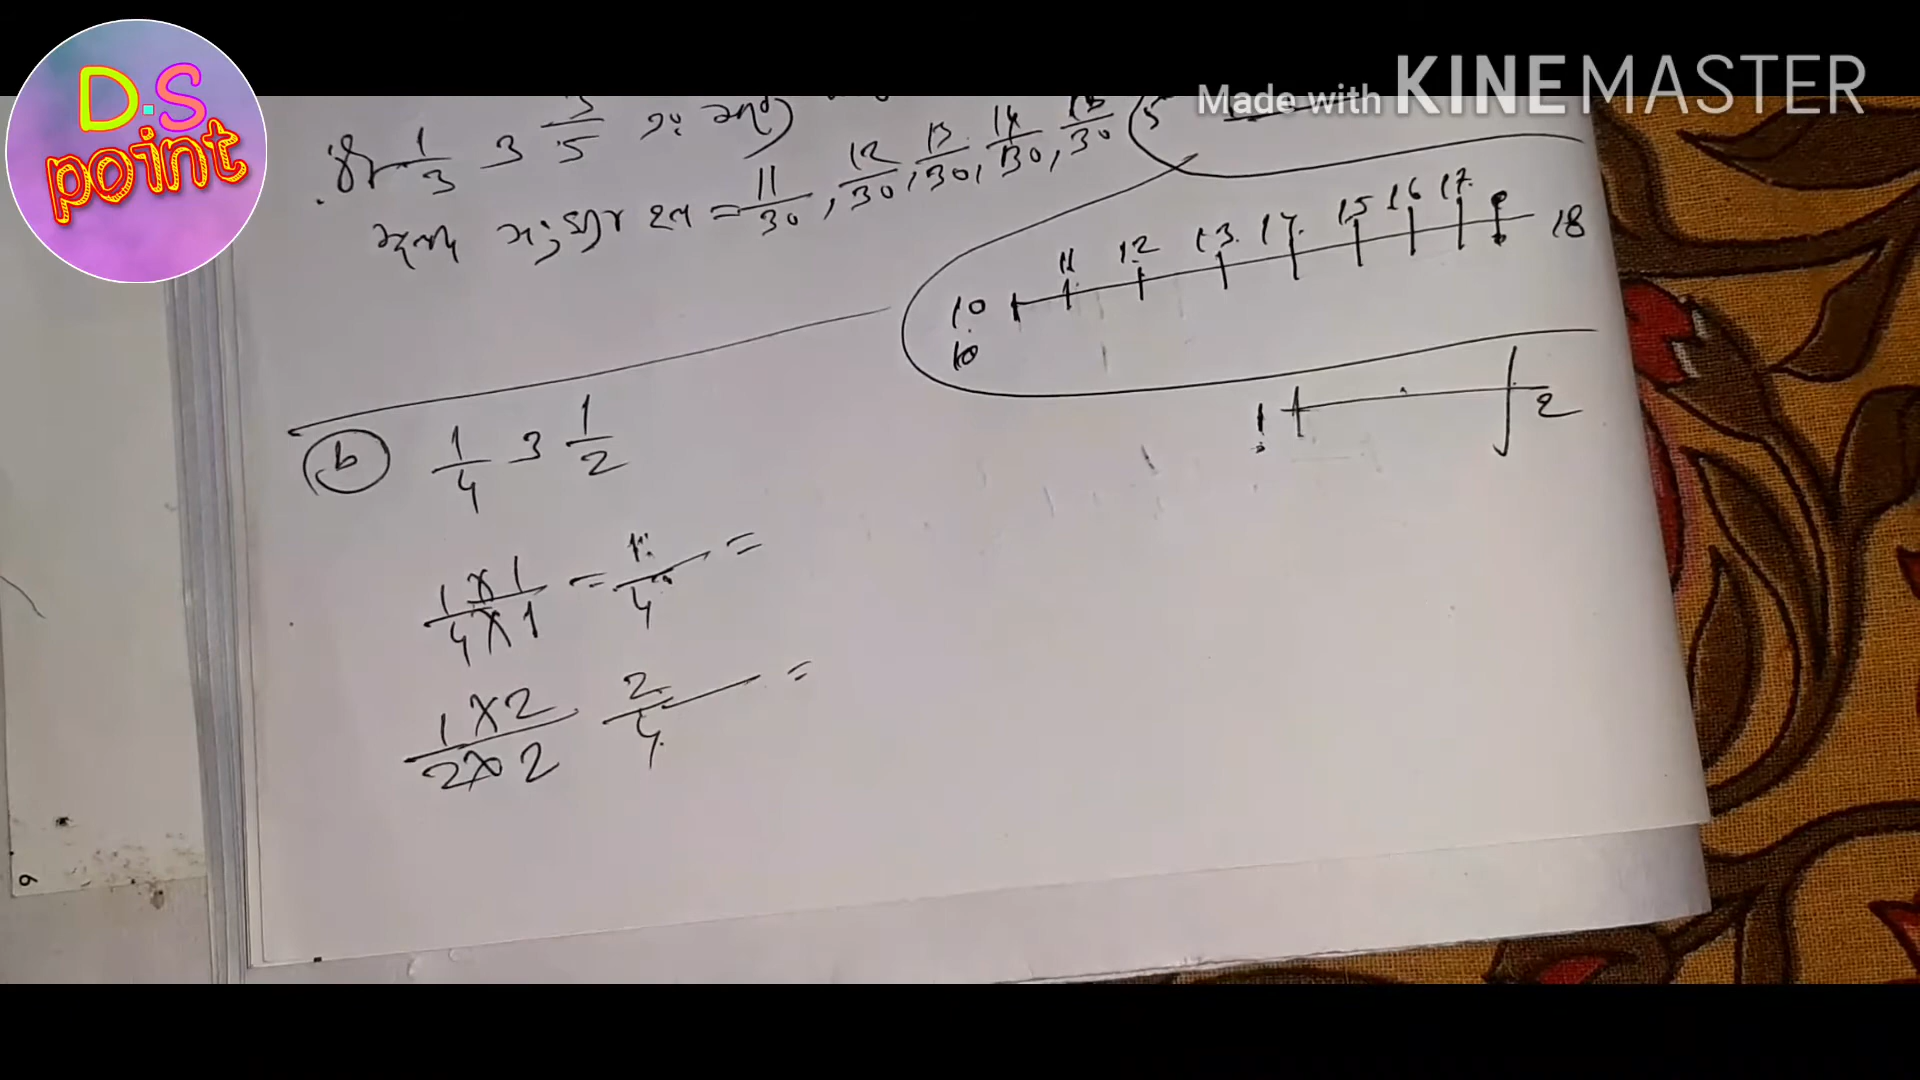 D.S
point
Made with KINEMASTER
1/3 ও 3/5
= 11/30, 12/30, 13/30, 14/30, 15/30
5
10 11 12 13 14 15 16 17 18
10
1 2
b 1/4 ও 1/2
1×1/4×1 = 1/4 =
1×2/2×2 2/4 =